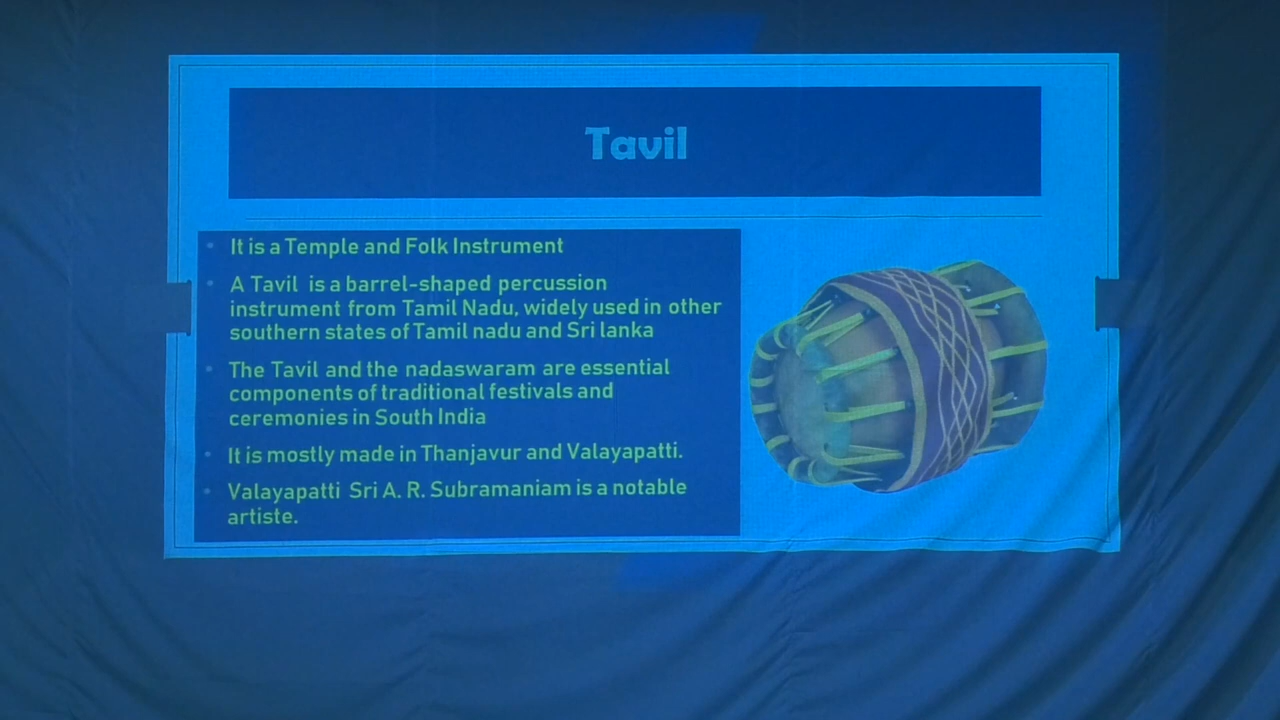 Tavil
• It is a Temple and Folk Instrument
• A Tavil is a barrel-shaped percussion
instrument from Tamil Nadu, widely used in other
southern states of Tamil nadu and Sri lanka
• The Tavil and the nadaswaram are essential
components of traditional festivals and
ceremonies in South India
• It is mostly made in Thanjavur and Valayapatti.
• Valayapatti Sri A. R. Subramaniam is a notable
artiste.